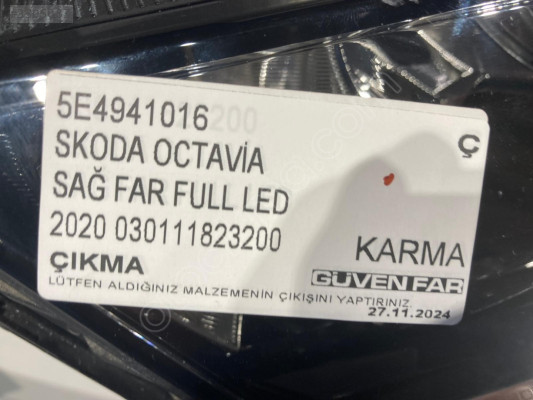 5E4941016200
Ç
SKODA OCTAVİA
SAĞ FAR FULL LED
2020 030111823200
KARMA
ÇIKMA
GÜVEN FAR
LÜTFEN ALDIĞINIZ MALZEMENİN ÇIKIŞINI YAPTIRINIZ
27.11.2024